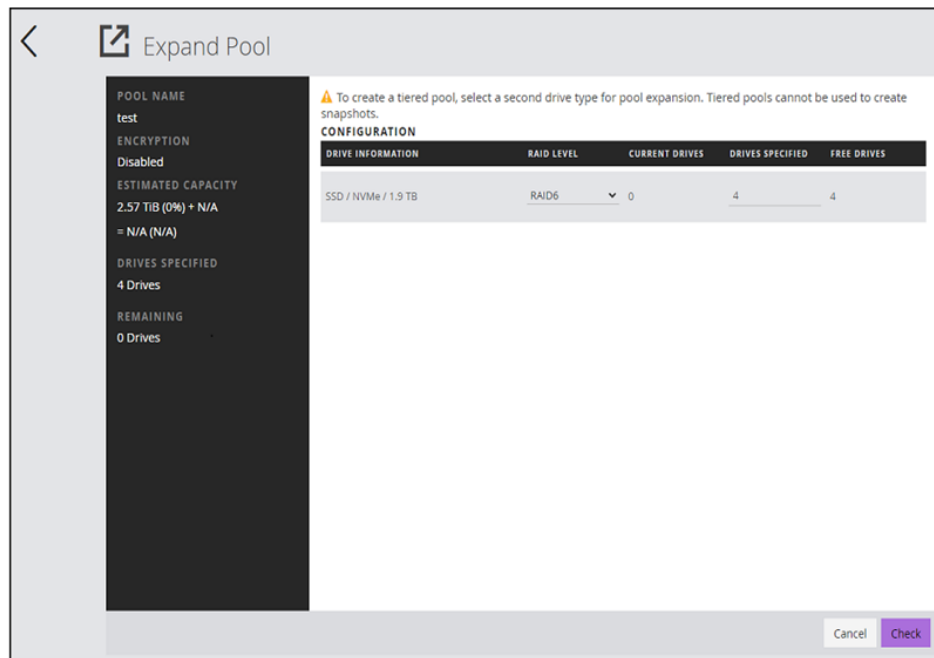 Expand Pool
POOL NAME
test
ENCRYPTION
Disabled
ESTIMATED CAPACITY
2.57 TiB (0%) + N/A
= N/A (N/A)
DRIVES SPECIFIED
4 Drives
REMAINING
0 Drives
To create a tiered pool, select a second drive type for pool expansion. Tiered pools cannot be used to create
snapshots.
CONFIGURATION
DRIVE INFORMATION RAID LEVEL CURRENT DRIVES DRIVES SPECIFIED FREE DRIVES
SSD / NVMe / 1.9 TB RAID6 0 4 4
Cancel Check